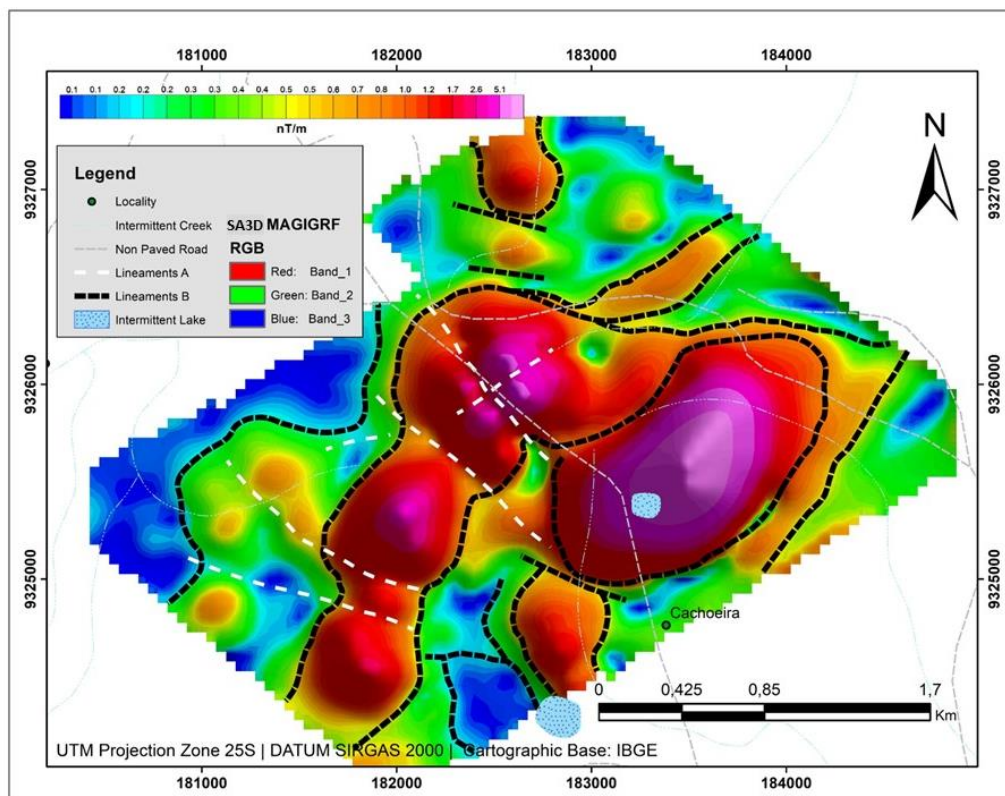 181000 182000 183000 184000
0.1 0.1 0.2 0.2 0.2 0.3 0.3 0.4 0.4 0.5 0.5 0.6 0.7 0.8 1.0 1.2 1.7 2.6 5.1
nT/m
N
Legend
Locality
Intermittent Creek
Non Paved Road
Lineaments A
Lineaments B
Intermittent Lake
SA3D MAGIGRF
RGB
Red: Band_1
Green: Band_2
Blue: Band_3
9327000 9327000
9326000 9326000
9325000 9325000
Cachoeira
0 0,425 0,85 1,7
Km
UTM Projection Zone 25S | DATUM SIRGAS 2000 | Cartographic Base: IBGE
181000 182000 183000 184000